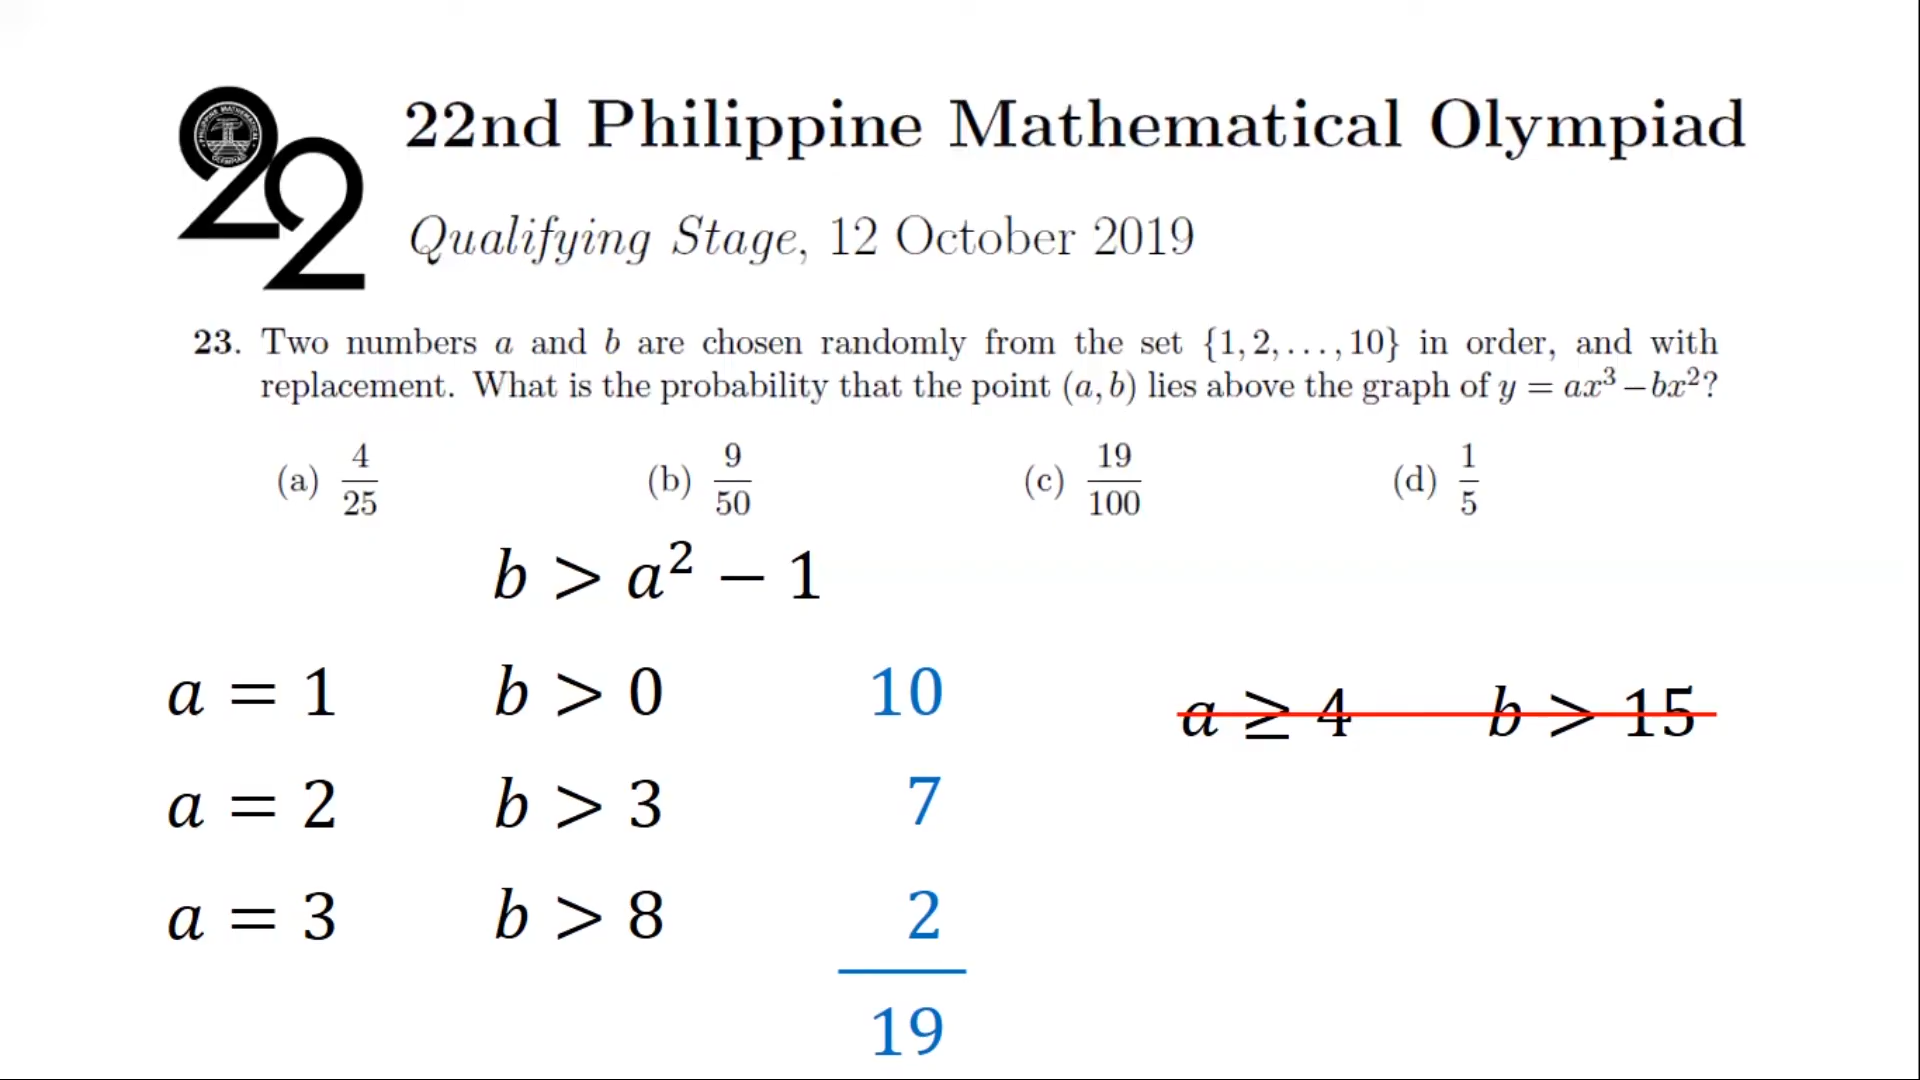 22nd Philippine Mathematical Olympiad
Qualifying Stage, 12 October 2019
23. Two numbers a and b are chosen randomly from the set {1, 2, . . . , 10} in order, and with
replacement. What is the probability that the point (a, b) lies above the graph of y = ax³ – bx²?
(a) 4/25 (b) 9/50 (c) 19/100 (d) 1/5
b > a² − 1
a = 1 b > 0 10
a ≥ 4 b > 15
a = 2 b > 3 7
a = 3 b > 8 2
19